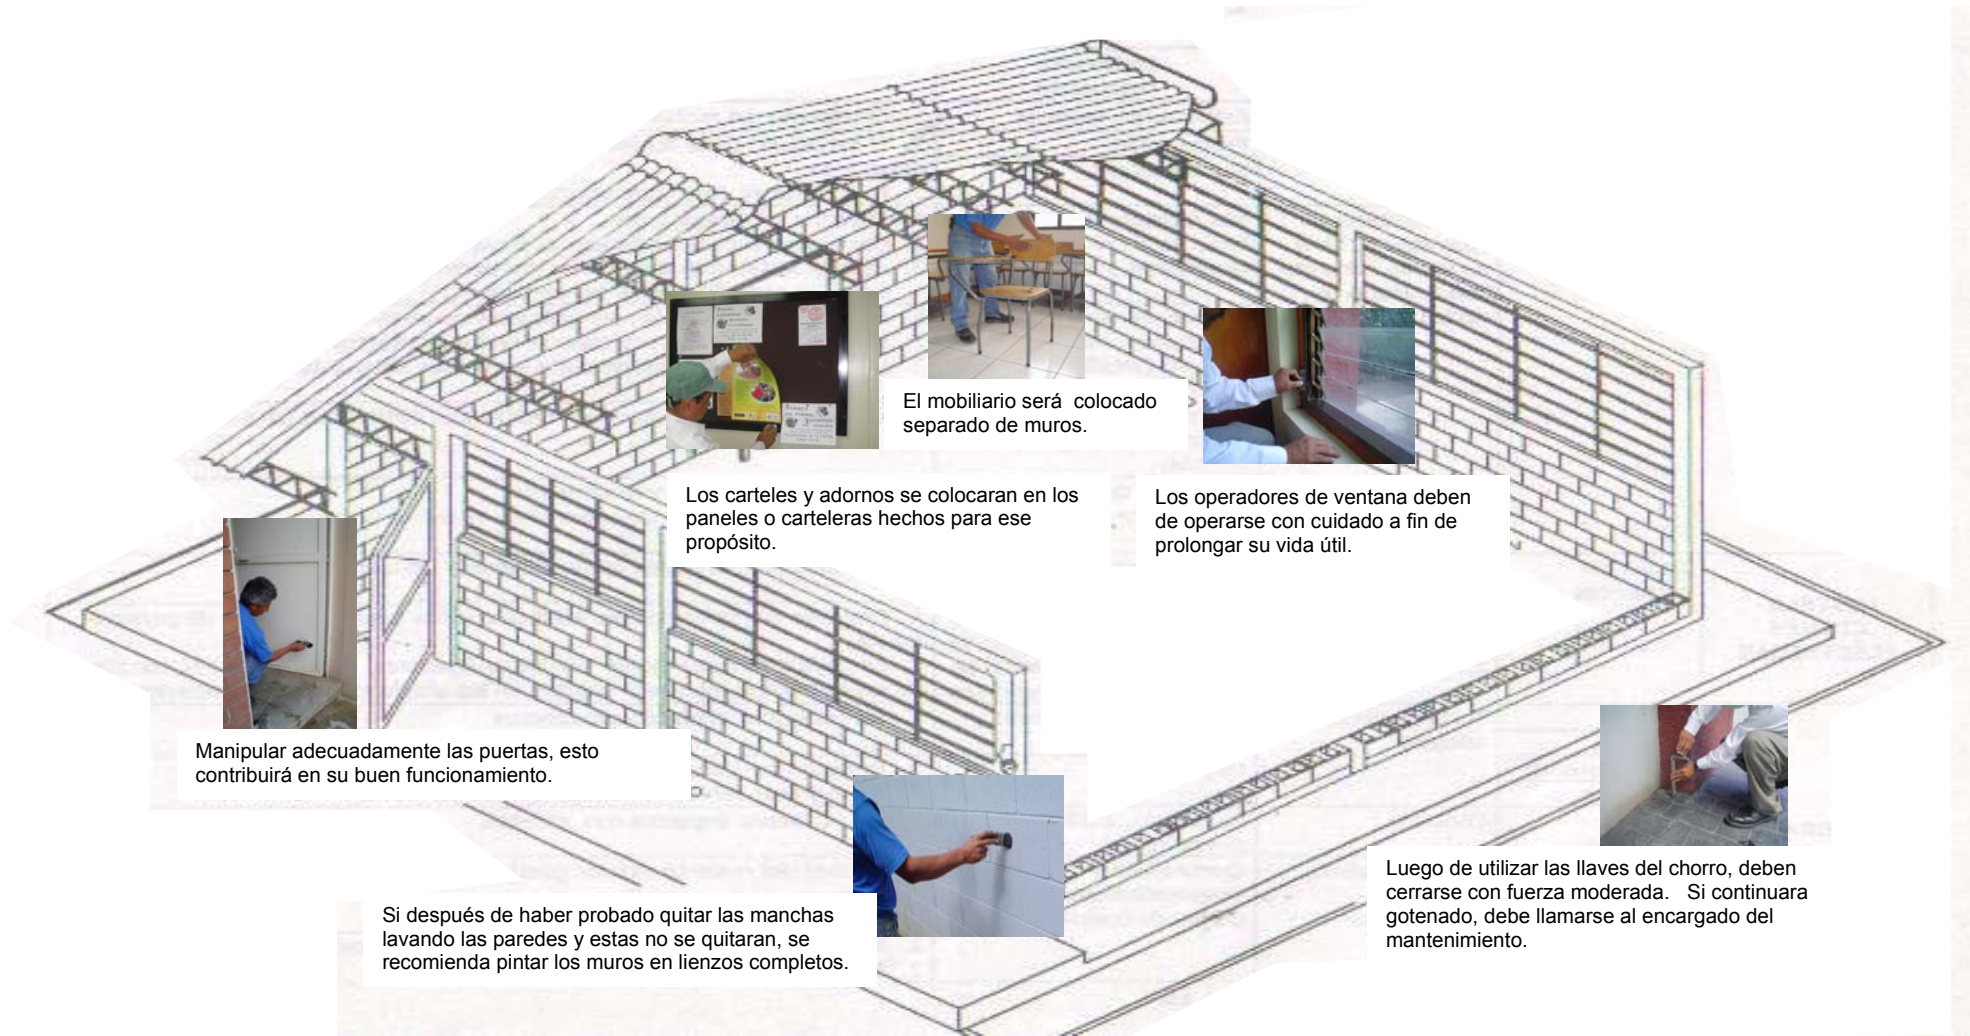 El mobiliario será  colocado
separado de muros.
Los carteles y adornos se colocaran en los
paneles o carteleras hechos para ese
propósito.
Los operadores de ventana deben
de operarse con cuidado a fin de
prolongar su vida útil.
Manipular adecuadamente las puertas, esto
contribuirá en su buen funcionamiento.
Si después de haber probado quitar las manchas
lavando las paredes y estas no se quitaran, se
recomienda pintar los muros en lienzos completos.
Luego de utilizar las llaves del chorro, deben
cerrarse con fuerza moderada.   Si continuara
gotenado, debe llamarse al encargado del
mantenimiento.